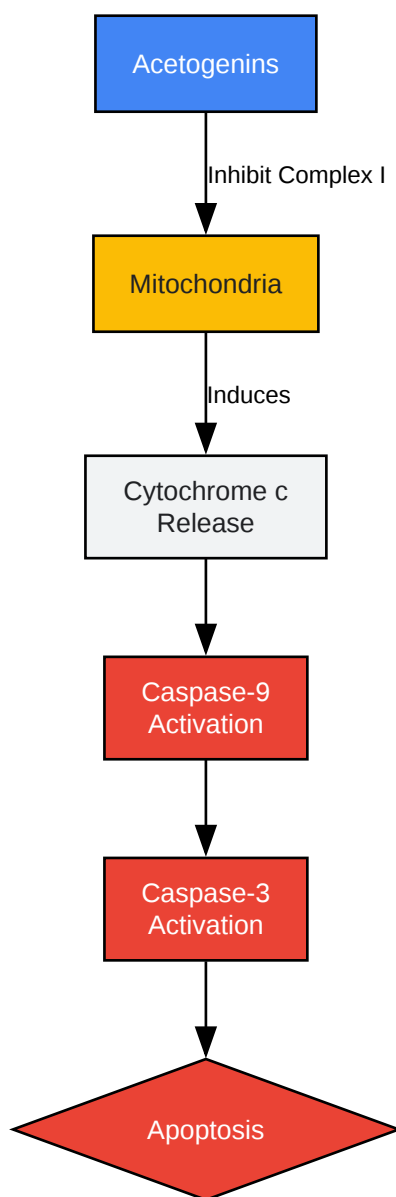 Acetogenins
Inhibit Complex I
Mitochondria
Induces
Cytochrome c
Release
Caspase-9
Activation
Caspase-3
Activation
Apoptosis